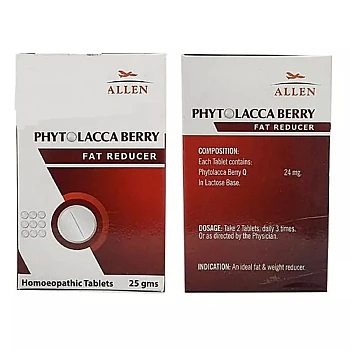 ALLEN
PHYTOLACCA BERRY
FAT REDUCER
Homoeopathic Tablets 25 gms
ALLEN
PHYTOLACCA BERRY
FAT REDUCER
COMPOSITION:
Each Tablet contains:
Phytolacca Berry Q 24 mg.
In Lactose Base.
DOSAGE: Take 2 Tablets, daily 3 times.
Or as directed by the Physician.
INDICATION: An ideal fat & weight reducer.